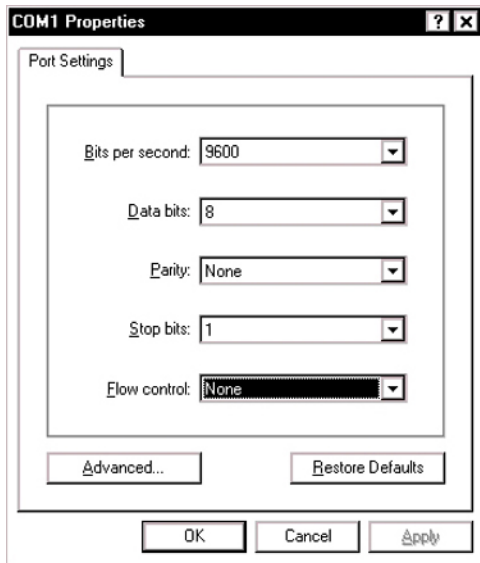 COM1 Properties ? X
Port Settings
Bits per second: 9600
Data bits: 8
Parity: None
Stop bits: 1
Flow control: None
Advanced... Restore Defaults
OK Cancel Apply